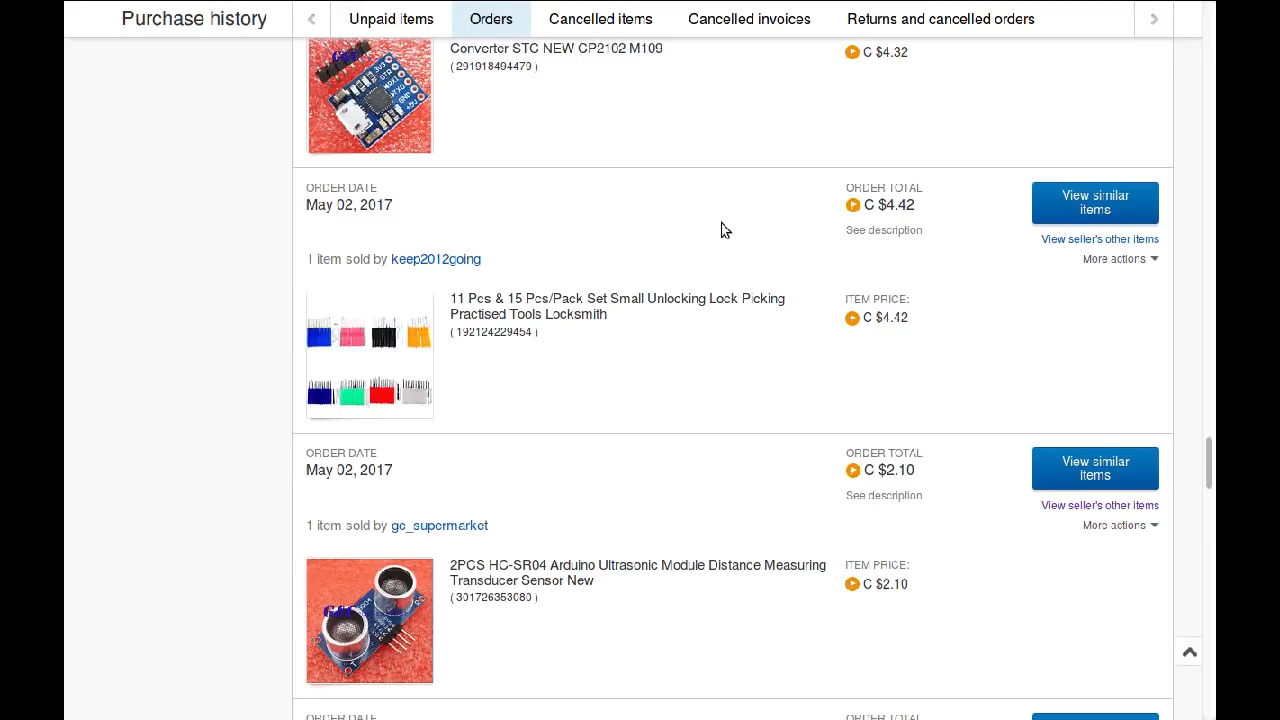 Purchase history
Unpaid items
Orders
Cancelled items
Cancelled invoices
Returns and cancelled orders
Converter STC NEW CP2102 M109
( 291918494479 )
C $4.32
ORDER DATE
May 02, 2017
ORDER TOTAL
C $4.42
See description
View similar
items
View seller's other items
More actions
1 item sold by keep2012going
11 Pcs & 15 Pcs/Pack Set Small Unlocking Lock Picking
Practised Tools Locksmith
( 192124229454 )
ITEM PRICE:
C $4.42
ORDER DATE
May 02, 2017
ORDER TOTAL
C $2.10
See description
View similar
items
View seller's other items
More actions
1 item sold by gc_supermarket
2PCS HC-SR04 Arduino Ultrasonic Module Distance Measuring
Transducer Sensor New
( 301726353080 )
ITEM PRICE:
C $2.10
ORDER DATE
ORDER TOTAL